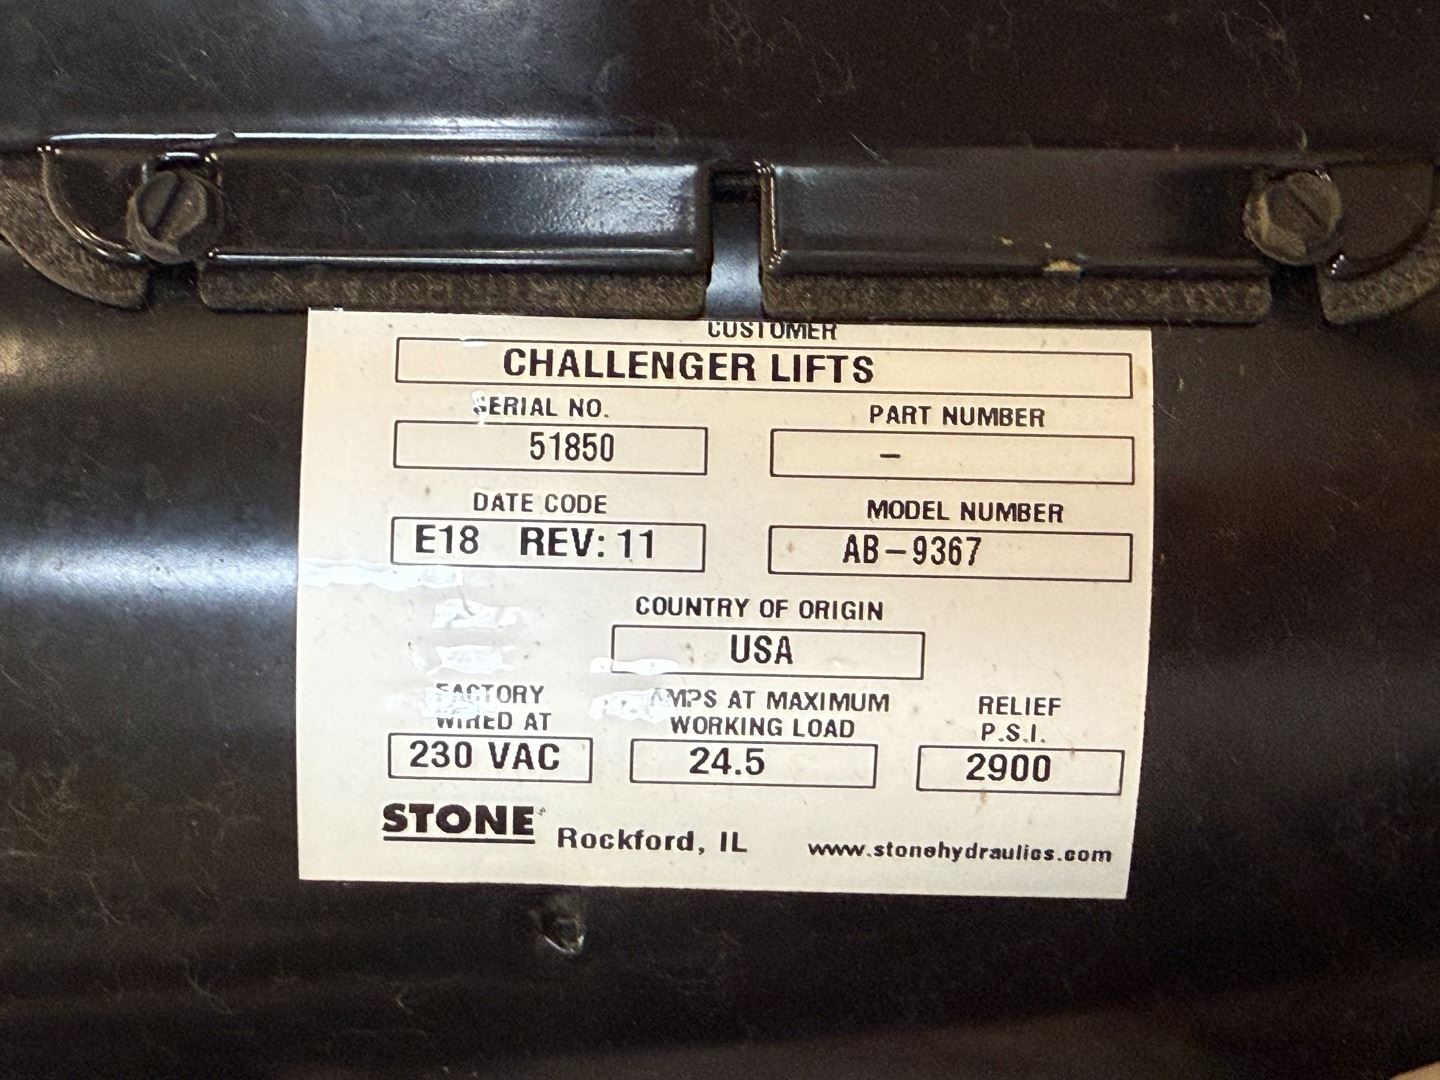 CUSTOMER
CHALLENGER LIFTS
SERIAL NO. PART NUMBER
51850 –
DATE CODE MODEL NUMBER
E18 REV: 11 AB–9367
COUNTRY OF ORIGIN
USA
FACTORY WIRED AT
AMPS AT MAXIMUM WORKING LOAD
RELIEF P.S.I.
230 VAC 24.5 2900
STONE Rockford, IL www.stonehydraulics.com